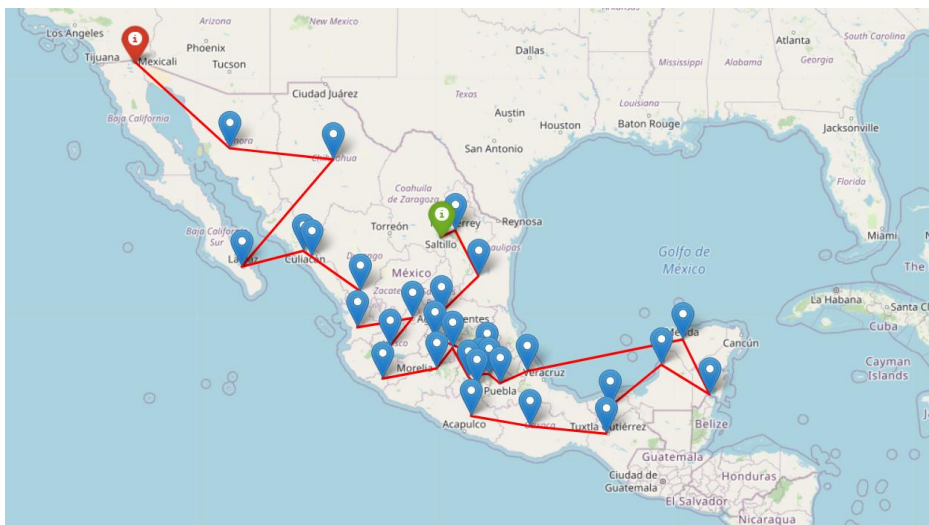 Los Angeles
Arizona
New Mexico
Atlanta
South Carolina
Phoenix
Dallas
Mississippi
Alabama
Georgia
Tijuana
Mexicali
Tucson
Ciudad Juárez
Texas
Austin
Louisiana
Baja California
Houston
Baton Rouge
Jacksonville
San Antonio
Coahuila
de Zaragoza
Florida
Reynosa
Torreón
Saltillo
Baja California
Sur
Miami
Culiacán
Golfo de
México
México
The
La Habana
Santa Cl
Cuba
Cancún
Cayman
Islands
Morelia
Veracruz
Puebla
Acapulco
Tuxtla Gutiérrez
Belize
Guatemala
Honduras
Ciudad de
Guatemala
El Salvador
Nicaragua